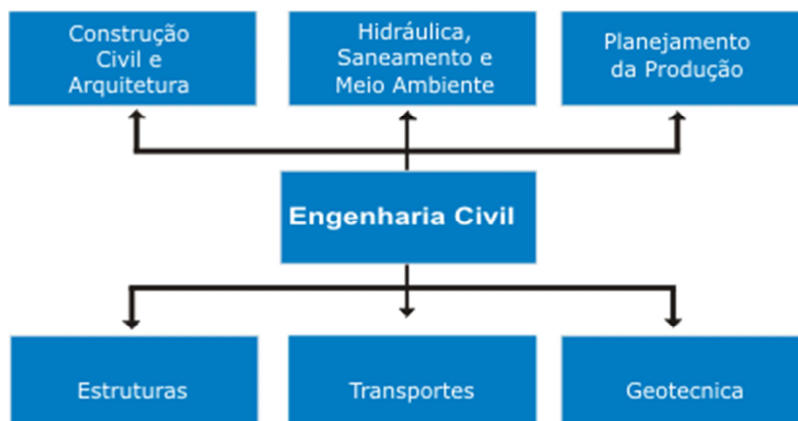 Construção
Civil e
Arquitetura
Hidráulica,
Saneamento e
Meio Ambiente
Planejamento
da Produção
Engenharia Civil
Estruturas
Transportes
Geotecnica